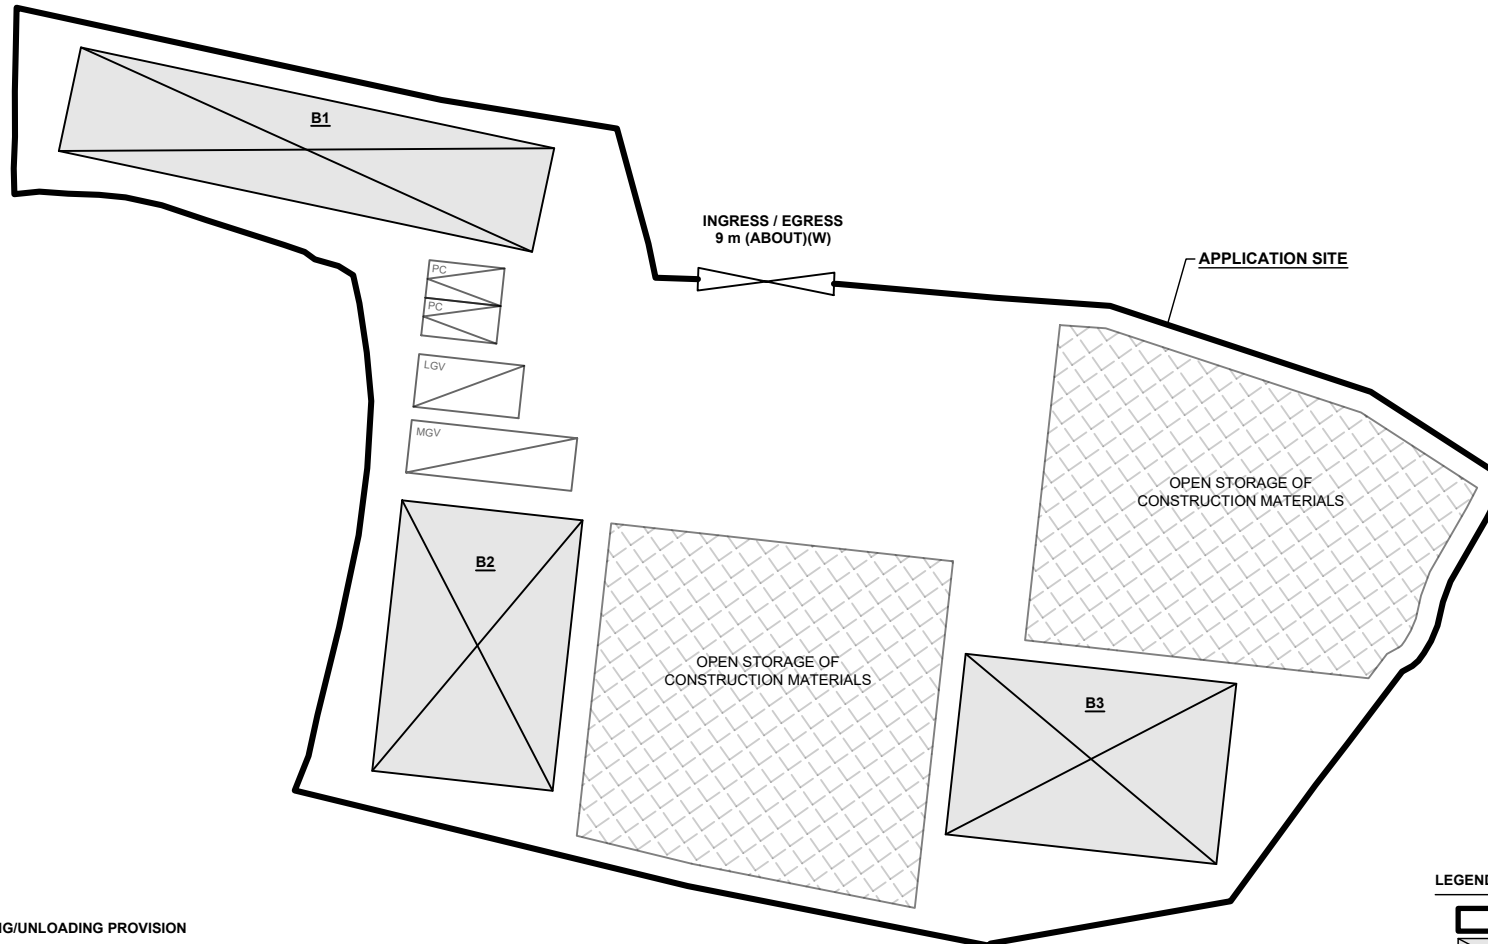 B1
INGRESS / EGRESS
9 m (ABOUT)(W)
APPLICATION SITE
PC
PC
LGV
MGV
OPEN STORAGE OF
CONSTRUCTION MATERIALS
B2
OPEN STORAGE OF
CONSTRUCTION MATERIALS
B3
LEGEND
NG/UNLOADING PROVISION